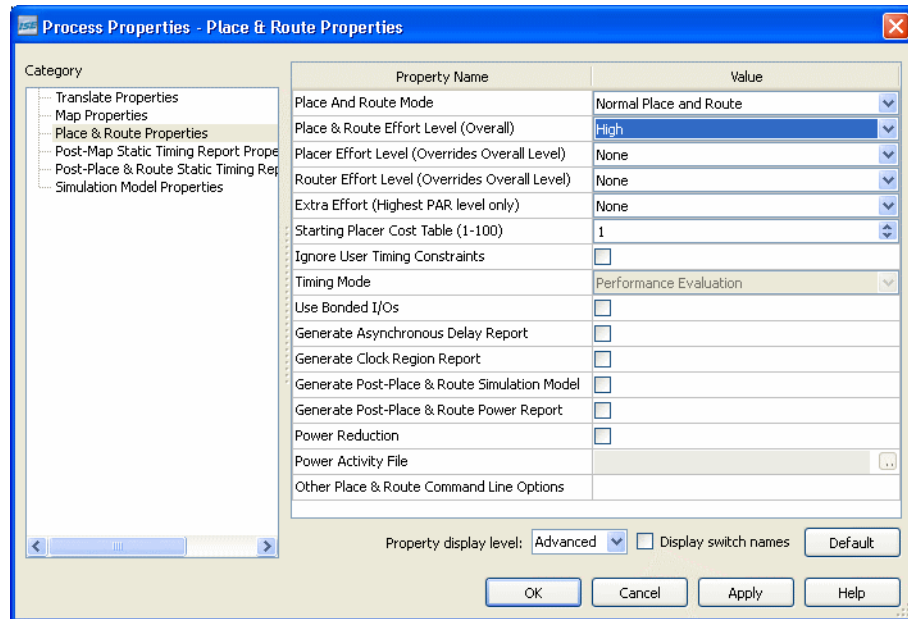 ISE Process Properties - Place & Route Properties
Category
Translate Properties
Map Properties
Place & Route Properties
Post-Map Static Timing Report Prope
Post-Place & Route Static Timing Rep
Simulation Model Properties
Property Name Value
Place And Route Mode Normal Place and Route
Place & Route Effort Level (Overall) High
Placer Effort Level (Overrides Overall Level) None
Router Effort Level (Overrides Overall Level) None
Extra Effort (Highest PAR level only) None
Starting Placer Cost Table (1-100) 1
Ignore User Timing Constraints
Timing Mode Performance Evaluation
Use Bonded I/Os
Generate Asynchronous Delay Report
Generate Clock Region Report
Generate Post-Place & Route Simulation Model
Generate Post-Place & Route Power Report
Power Reduction
Power Activity File ..
Other Place & Route Command Line Options
Property display level: Advanced Display switch names Default
OK Cancel Apply Help